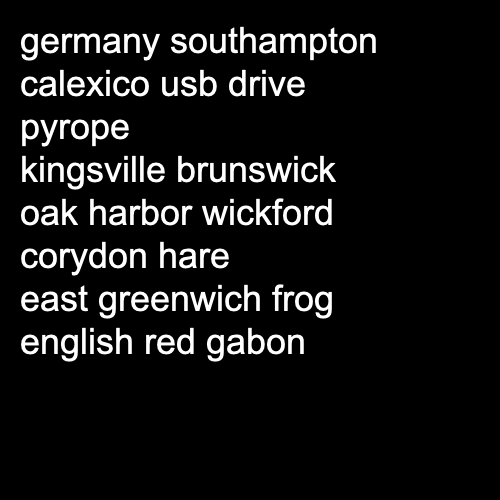 germany southampton
calexico usb drive
pyrope
kingsville brunswick
oak harbor wickford
corydon hare
east greenwich frog
english red gabon